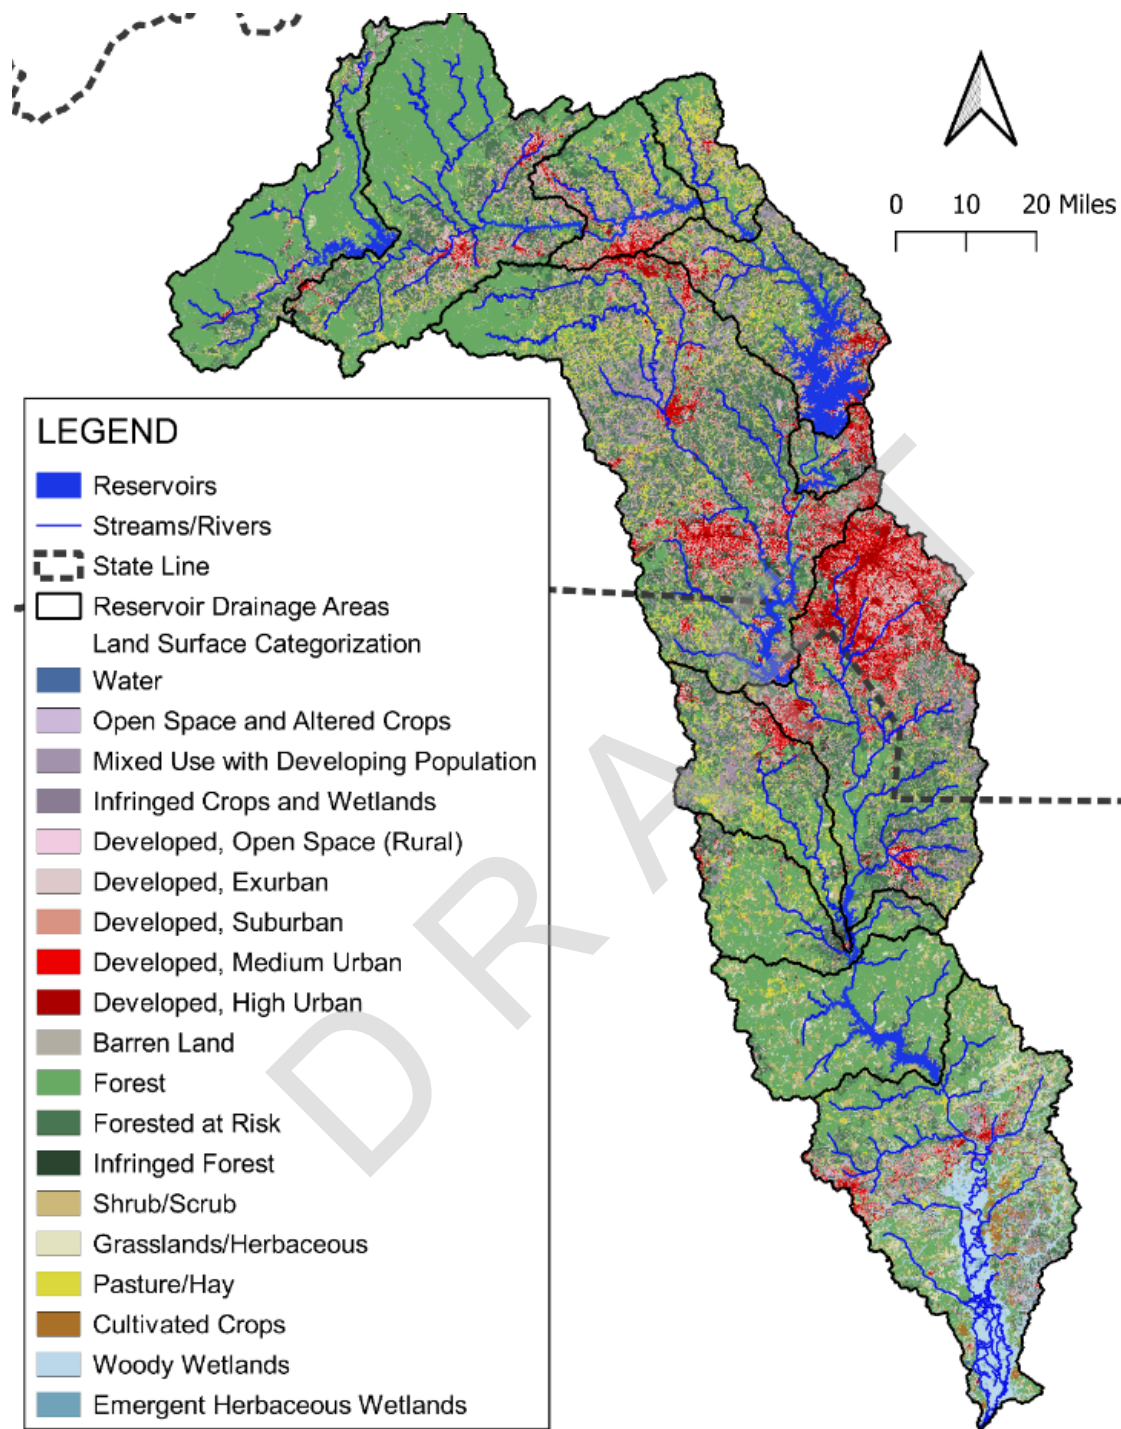 0 10 20 Miles
LEGEND
Reservoirs
Streams/Rivers
State Line
Reservoir Drainage Areas
Land Surface Categorization
Water
Open Space and Altered Crops
Mixed Use with Developing Population
Infringed Crops and Wetlands
Developed, Open Space (Rural)
Developed, Exurban
Developed, Suburban
Developed, Medium Urban
Developed, High Urban
Barren Land
Forest
Forested at Risk
Infringed Forest
Shrub/Scrub
Grasslands/Herbaceous
Pasture/Hay
Cultivated Crops
Woody Wetlands
Emergent Herbaceous Wetlands
DRAFT